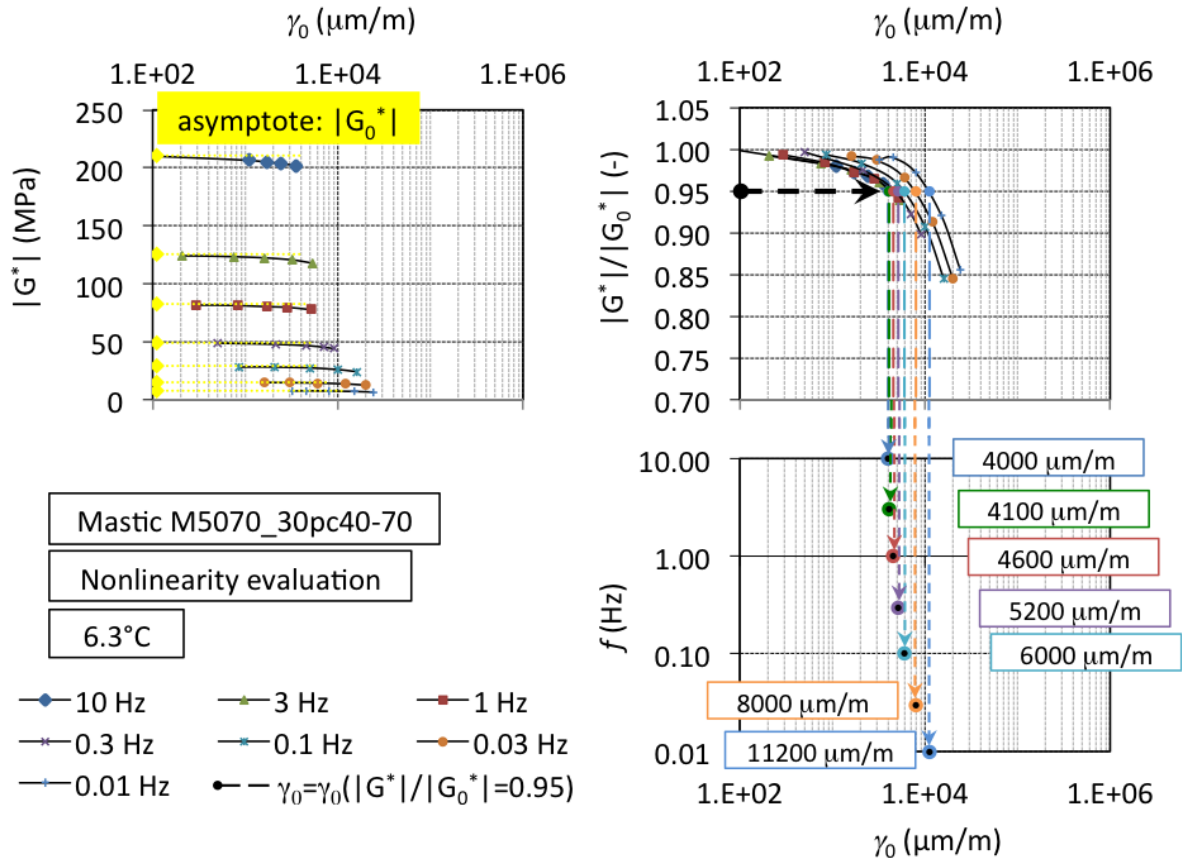 γ₀ (μm/m)
1.E+02 1.E+04 1.E+06
250
200
150
100
50
0
|G*| (MPa)
asymptote: |G₀*|
γ₀ (μm/m)
1.E+02 1.E+04 1.E+06
1.05
1.00
0.95
0.90
0.85
0.80
0.75
0.70
|G*|/|G₀*| (-)
Mastic M5070_30pc40-70
Nonlinearity evaluation
6.3°C
10 Hz 3 Hz 1 Hz
0.3 Hz 0.1 Hz 0.03 Hz
0.01 Hz γ₀=γ₀(|G*|/|G₀*|=0.95)
10.00
1.00
0.10
0.01
f (Hz)
4000 μm/m
4100 μm/m
4600 μm/m
5200 μm/m
6000 μm/m
8000 μm/m
11200 μm/m
1.E+02 1.E+04 1.E+06
γ₀ (μm/m)